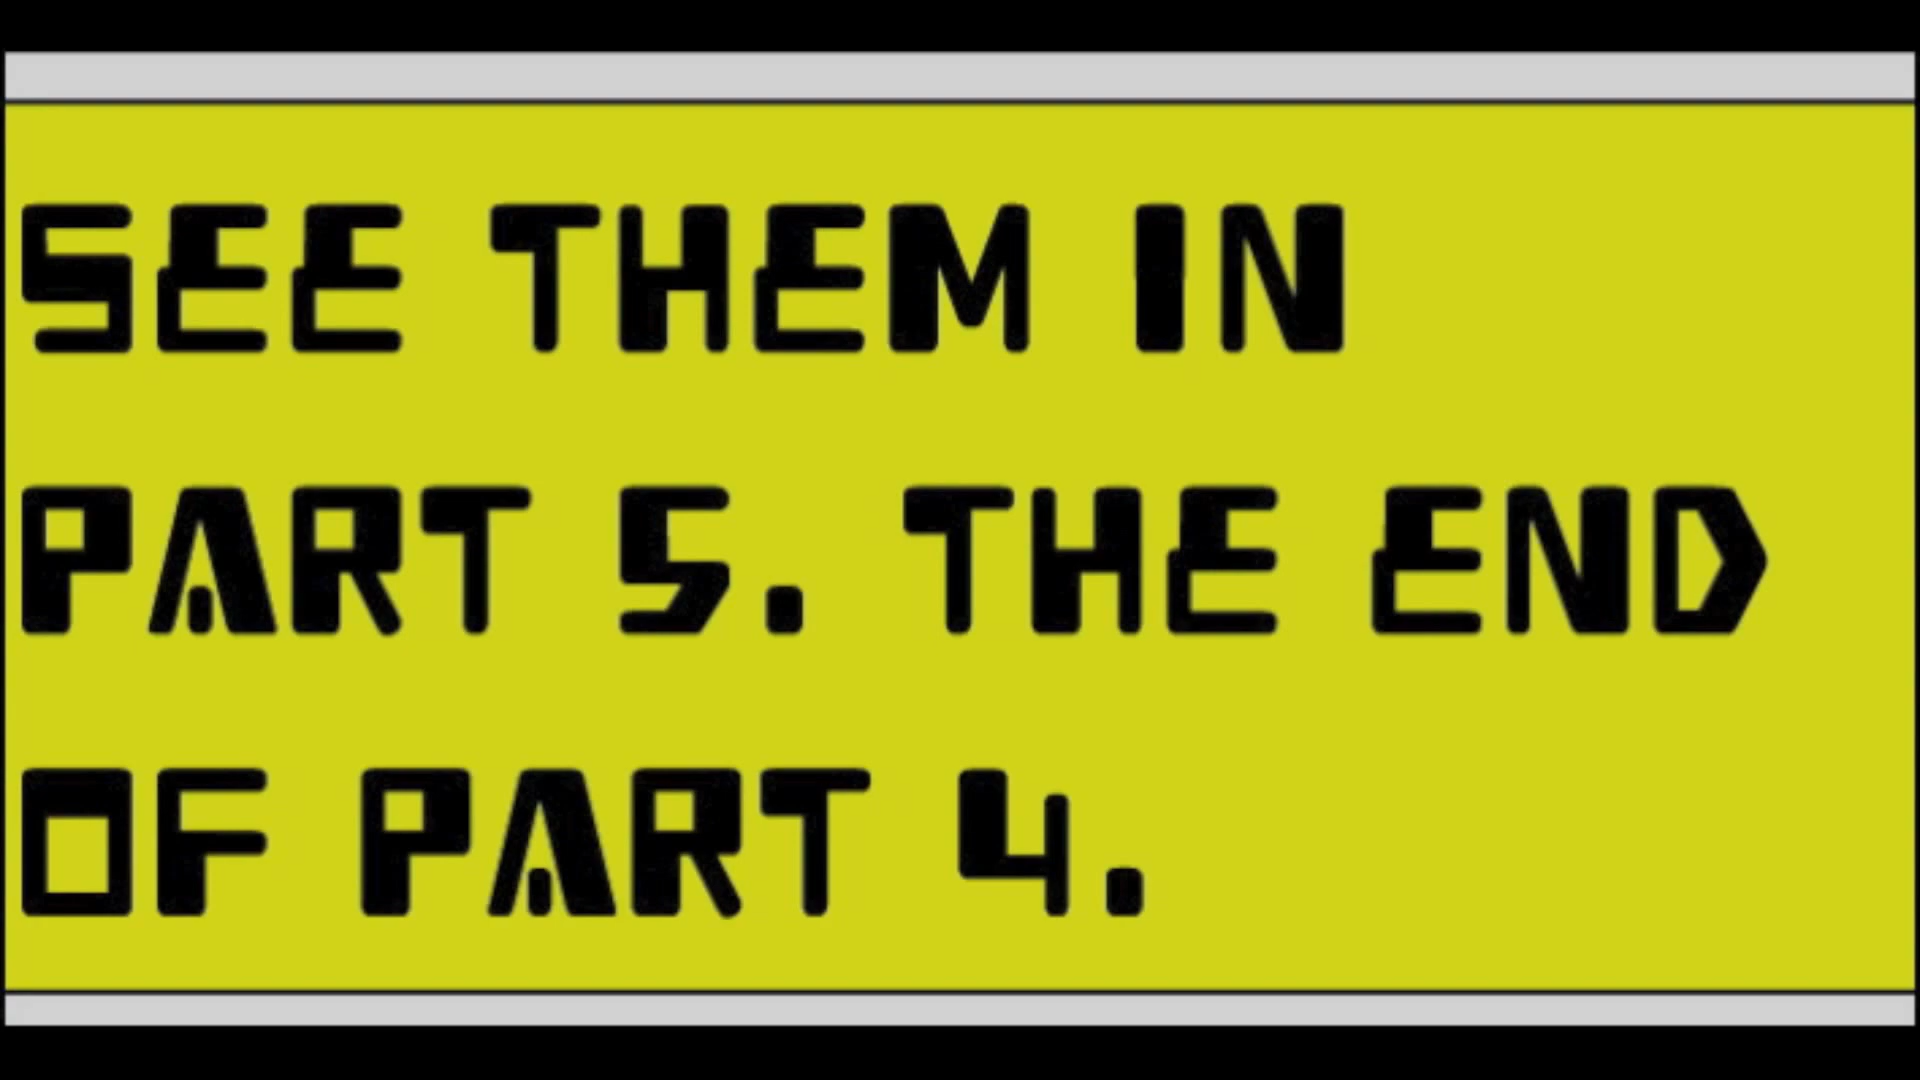 SEE THEM IN
PART 5. THE END
OF PART 4.